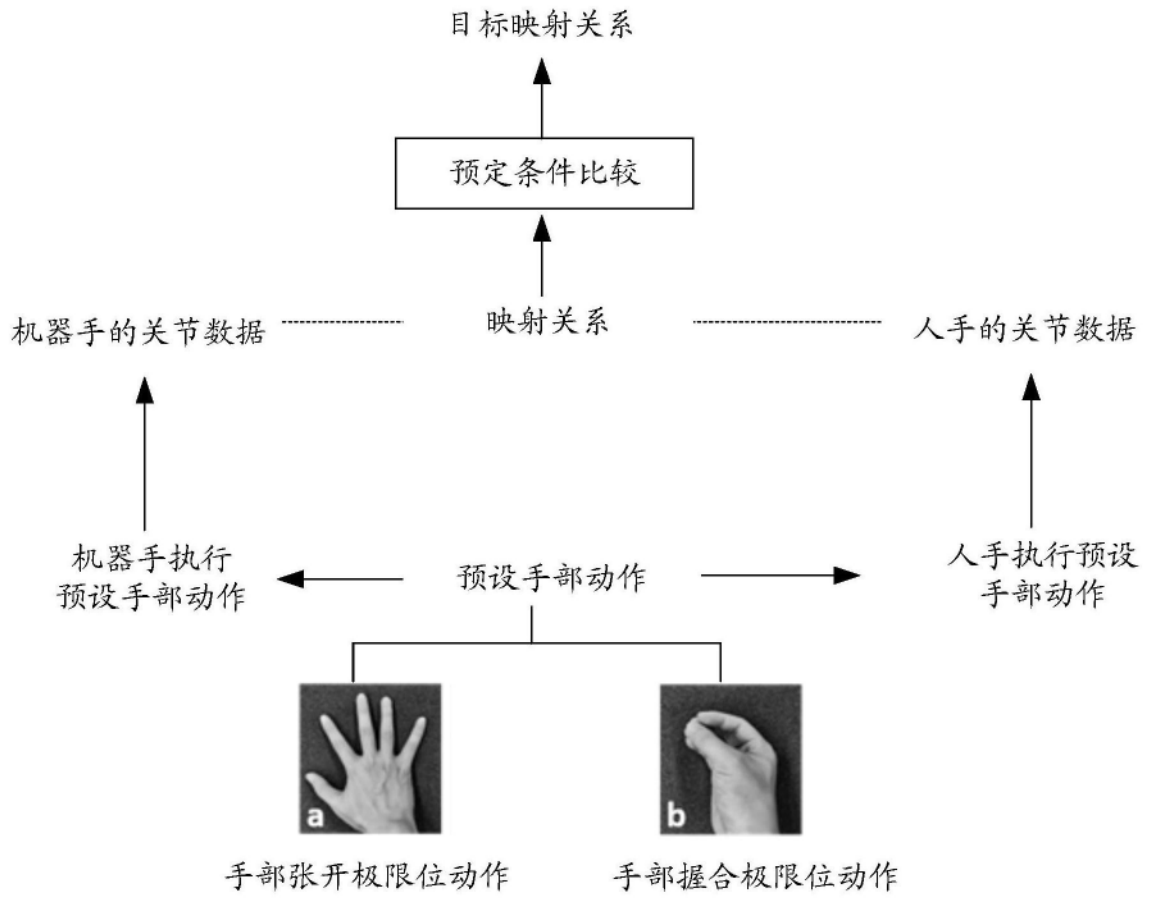 目标映射关系
预定条件比较
机器手的关节数据
映射关系
人手的关节数据
机器手执行
预设手部动作
预设手部动作
人手执行预设
手部动作
a
b
手部张开极限位动作
手部握合极限位动作